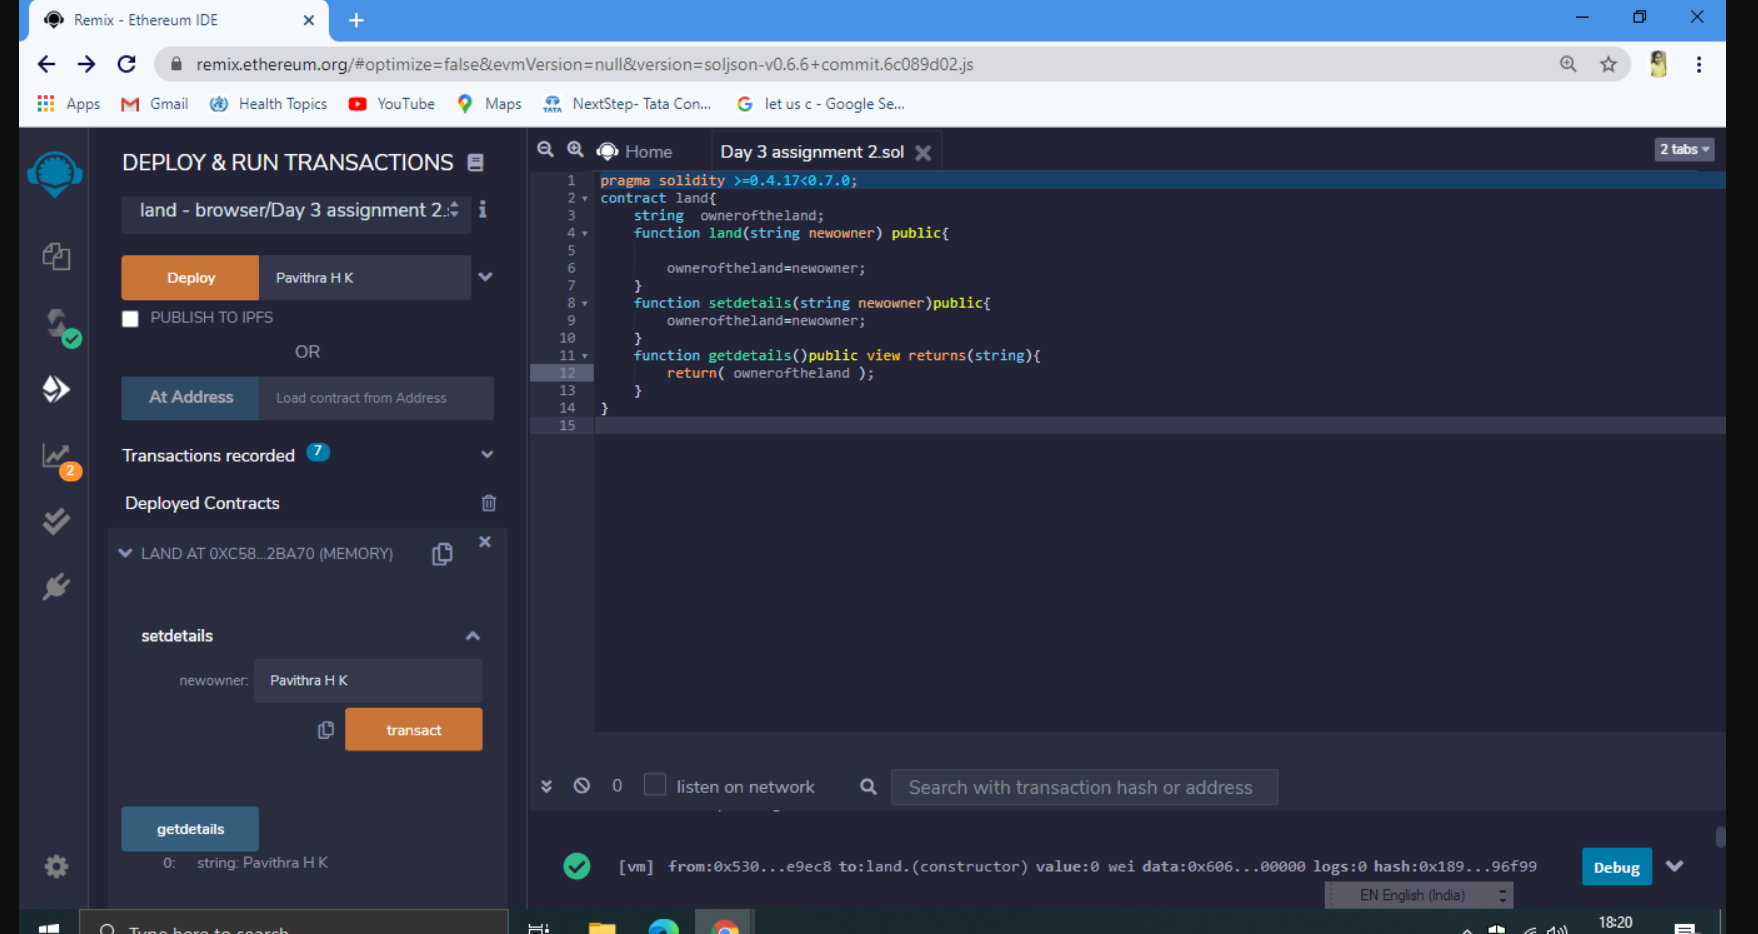 Remix - Ethereum IDE
remix.ethereum.org/#optimize=false&evmVersion=null&version=soljson-v0.6.6+commit.6c089d02.js
Apps Gmail Health Topics YouTube Maps NextStep- Tata Con... let us c - Google Se...
DEPLOY & RUN TRANSACTIONS
land - browser/Day 3 assignment 2.
Deploy Pavithra H K
PUBLISH TO IPFS
OR
At Address Load contract from Address
Transactions recorded 7
2
Deployed Contracts
LAND AT 0XC58...2BA70 (MEMORY)
setdetails
newowner: Pavithra H K
transact
getdetails
0: string: Pavithra H K
Home Day 3 assignment 2.sol 2 tabs
1 pragma solidity >=0.4.17<0.7.0;
2 contract land{
3 string owneroftheland;
4 function land(string newowner) public{
5
6 owneroftheland=newowner;
7 }
8 function setdetails(string newowner)public{
9 owneroftheland=newowner;
10 }
11 function getdetails()public view returns(string){
12 return( owneroftheland );
13 }
14 }
15
0 listen on network Search with transaction hash or address
[vm] from:0x530...e9ec8 to:land.(constructor) value:0 wei data:0x606...00000 logs:0 hash:0x189...96f99 Debug
EN English (India)
Type here to search
18:20